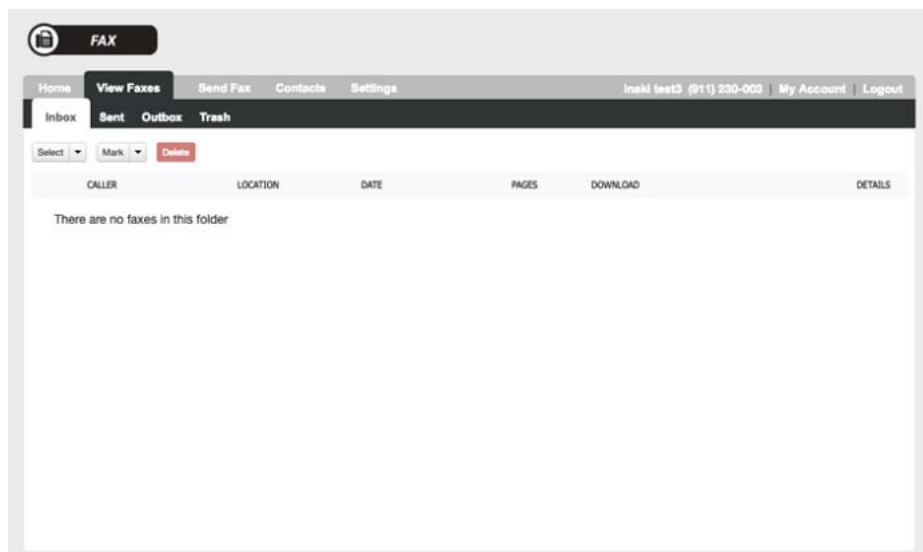 FAX
Home View Faxes Send Fax Contacts Settings inaki test3 (911) 230-003 | My Account | Logout
Inbox Sent Outbox Trash
Select Mark Delete
CALLER LOCATION DATE PAGES DOWNLOAD DETAILS
There are no faxes in this folder